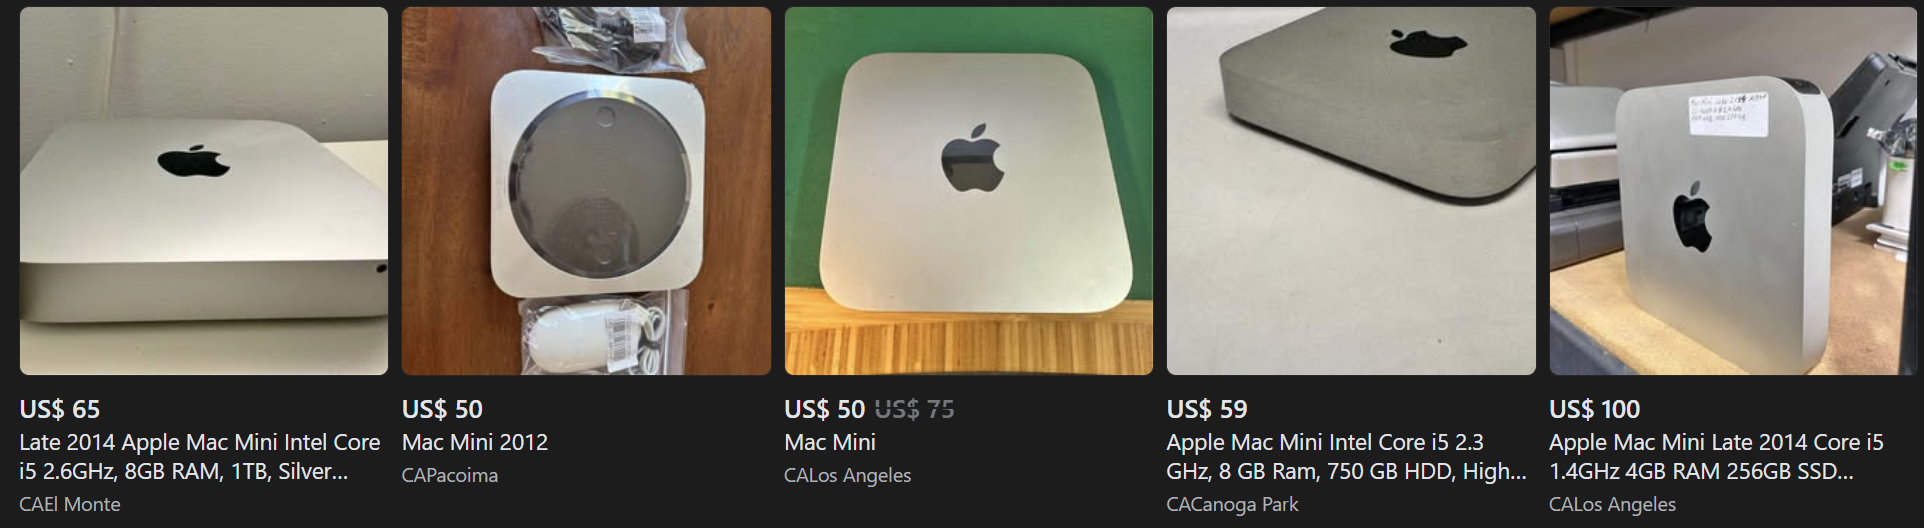 US$ 65
Late 2014 Apple Mac Mini Intel Core
i5 2.6GHz, 8GB RAM, 1TB, Silver...
CAEl Monte
US$ 50
Mac Mini 2012
CAPacoima
US$ 50 US$ 75
Mac Mini
CALos Angeles
US$ 59
Apple Mac Mini Intel Core i5 2.3
GHz, 8 GB Ram, 750 GB HDD, High...
CACanoga Park
US$ 100
Apple Mac Mini Late 2014 Core i5
1.4GHz 4GB RAM 256GB SSD...
CALos Angeles